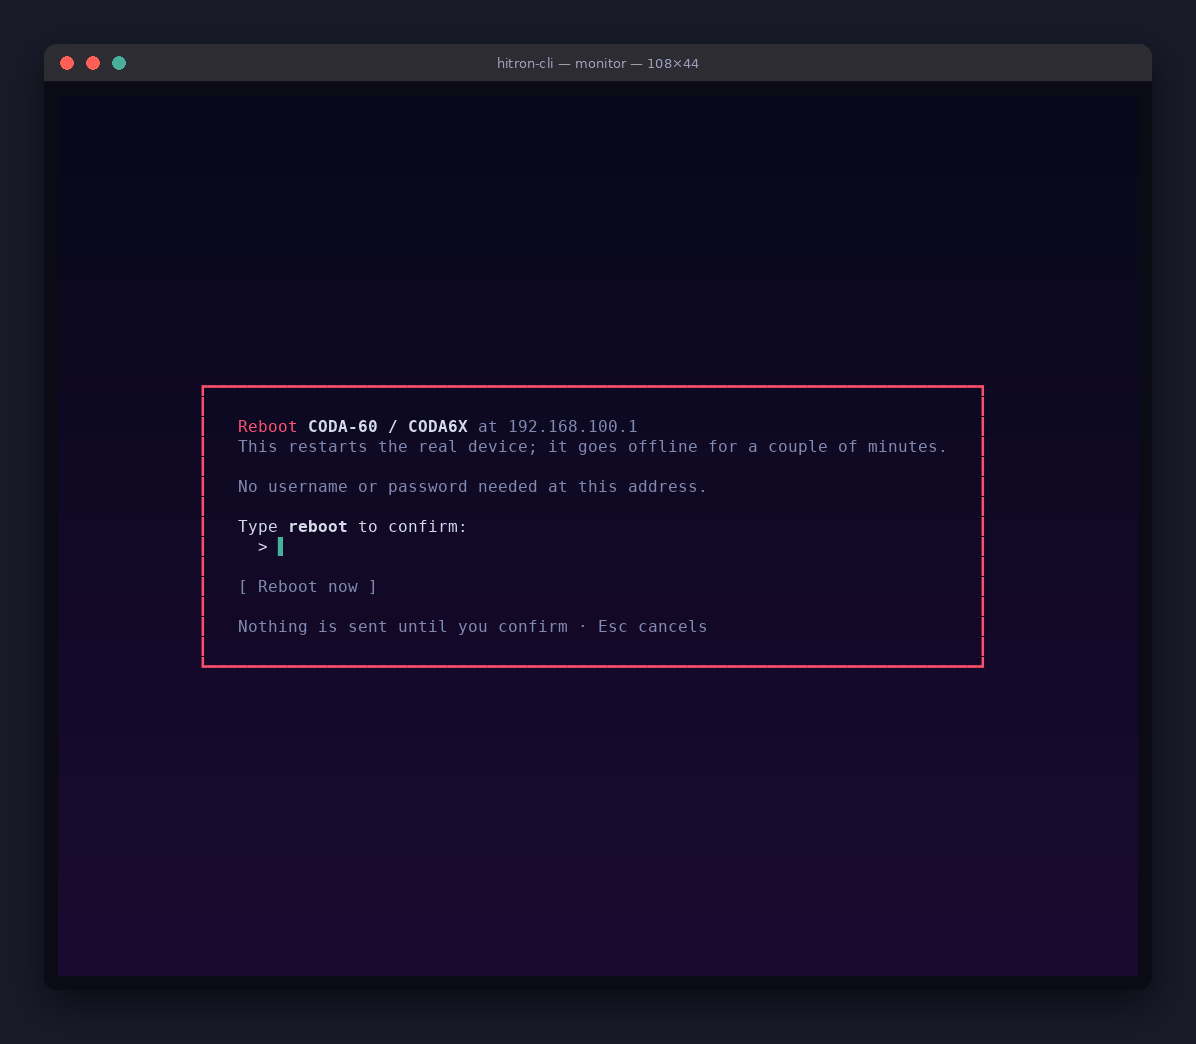 hitron-cli — monitor — 108×44
Reboot CODA-60 / CODA6X at 192.168.100.1
This restarts the real device; it goes offline for a couple of minutes.
No username or password needed at this address.
Type reboot to confirm:
>
[ Reboot now ]
Nothing is sent until you confirm · Esc cancels